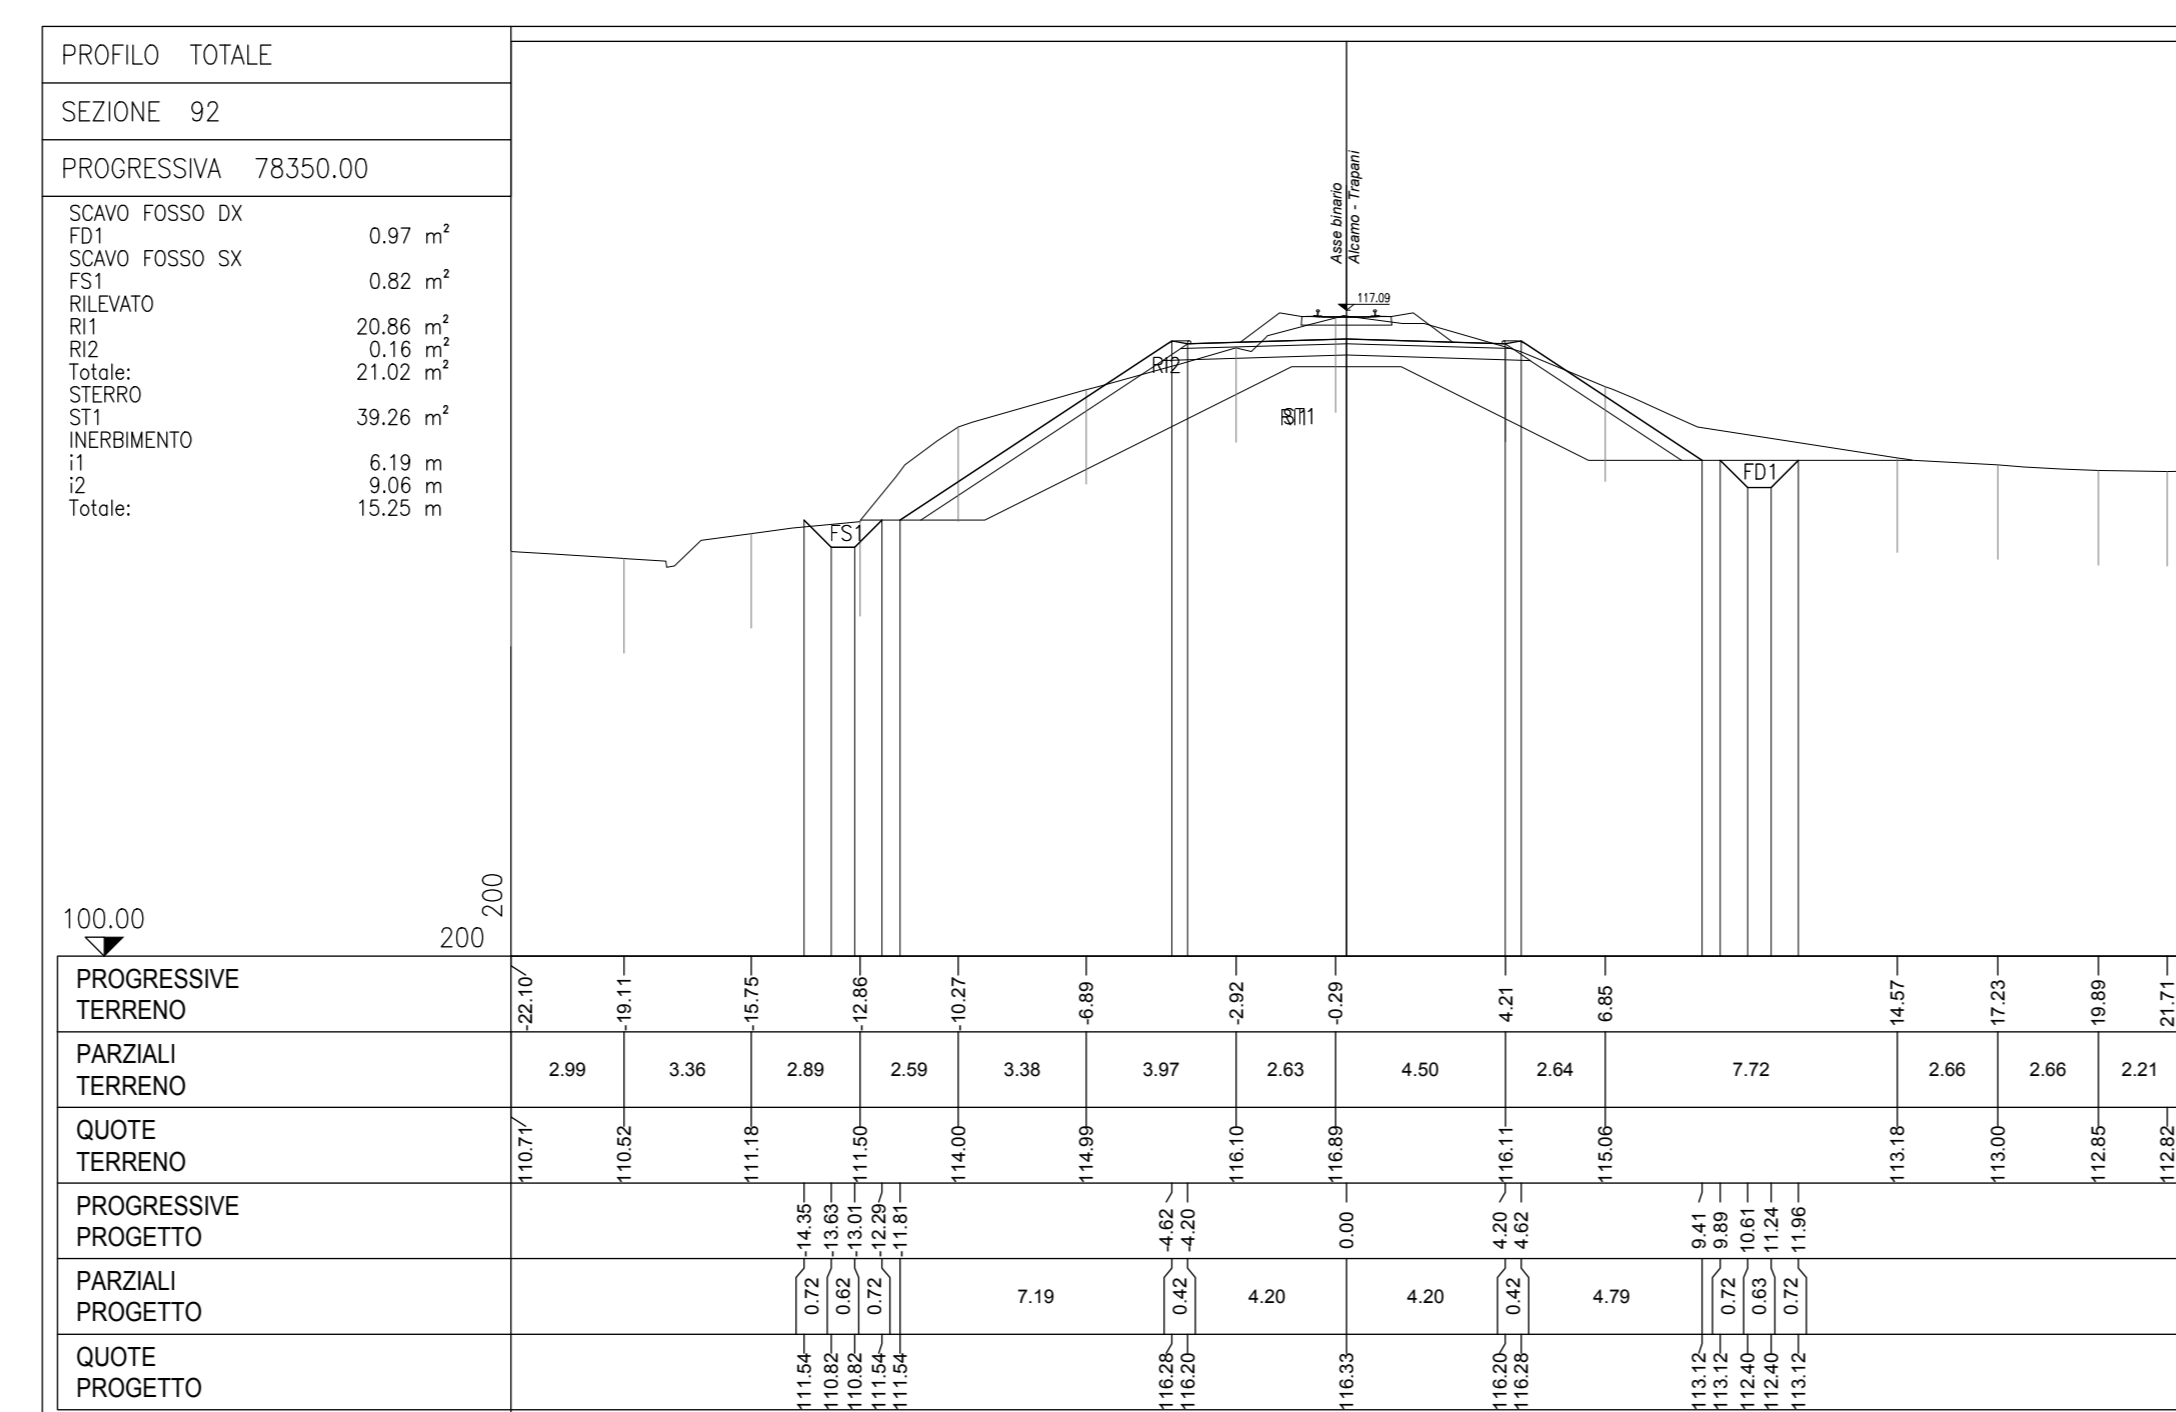 PROFILO TOTALE
SEZIONE 92
PROGRESSIVA 78350.00
SCAVO FOSSO DX
FD1 0.97 m²
SCAVO FOSSO SX
FS1 0.82 m²
RILEVATO
RI1 20.86 m²
RI2 0.16 m²
Totale: 21.02 m²
STERRO
ST1 39.26 m²
INERBIMENTO
i1 6.19 m
i2 9.06 m
Totale: 15.25 m
Asse binario
Alcamo - Trapani
117.09
RI2
RI1
ST1
FD1
FS1
200
100.00
200
PROGRESSIVE
TERRENO
-22.10 -19.11 -15.75 -12.86 -10.27 -6.89 -2.92 -0.29 4.21 6.85 14.57 17.23 19.89 21.71
PARZIALI
TERRENO
2.99 3.36 2.89 2.59 3.38 3.97 2.63 4.50 2.64 7.72 2.66 2.66 2.21
QUOTE
TERRENO
110.71 110.52 111.18 111.50 114.00 114.99 116.10 116.89 116.11 115.06 113.18 113.00 112.85 112.82
PROGRESSIVE
PROGETTO
-14.35 -13.63 -13.01 -12.29 -11.81 -4.62 -4.20 0.00 4.20 4.62 9.41 9.89 10.61 11.24 11.96
PARZIALI
PROGETTO
0.72 0.62 0.72 7.19 0.42 4.20 4.20 0.42 4.79 0.72 0.63 0.72
QUOTE
PROGETTO
111.54 110.82 110.82 111.54 111.54 116.28 116.20 116.33 116.20 116.28 113.12 113.12 112.40 112.40 113.12